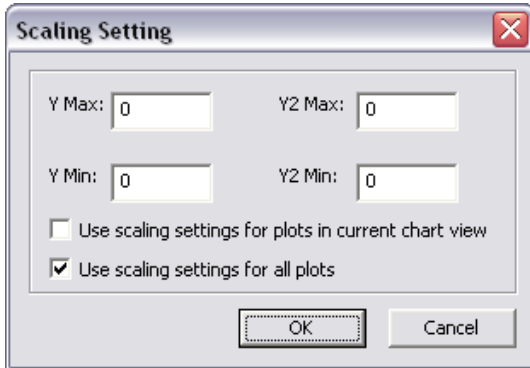 Scaling Setting
Y Max: 0 Y2 Max: 0
Y Min: 0 Y2 Min: 0
Use scaling settings for plots in current chart view
Use scaling settings for all plots
OK Cancel